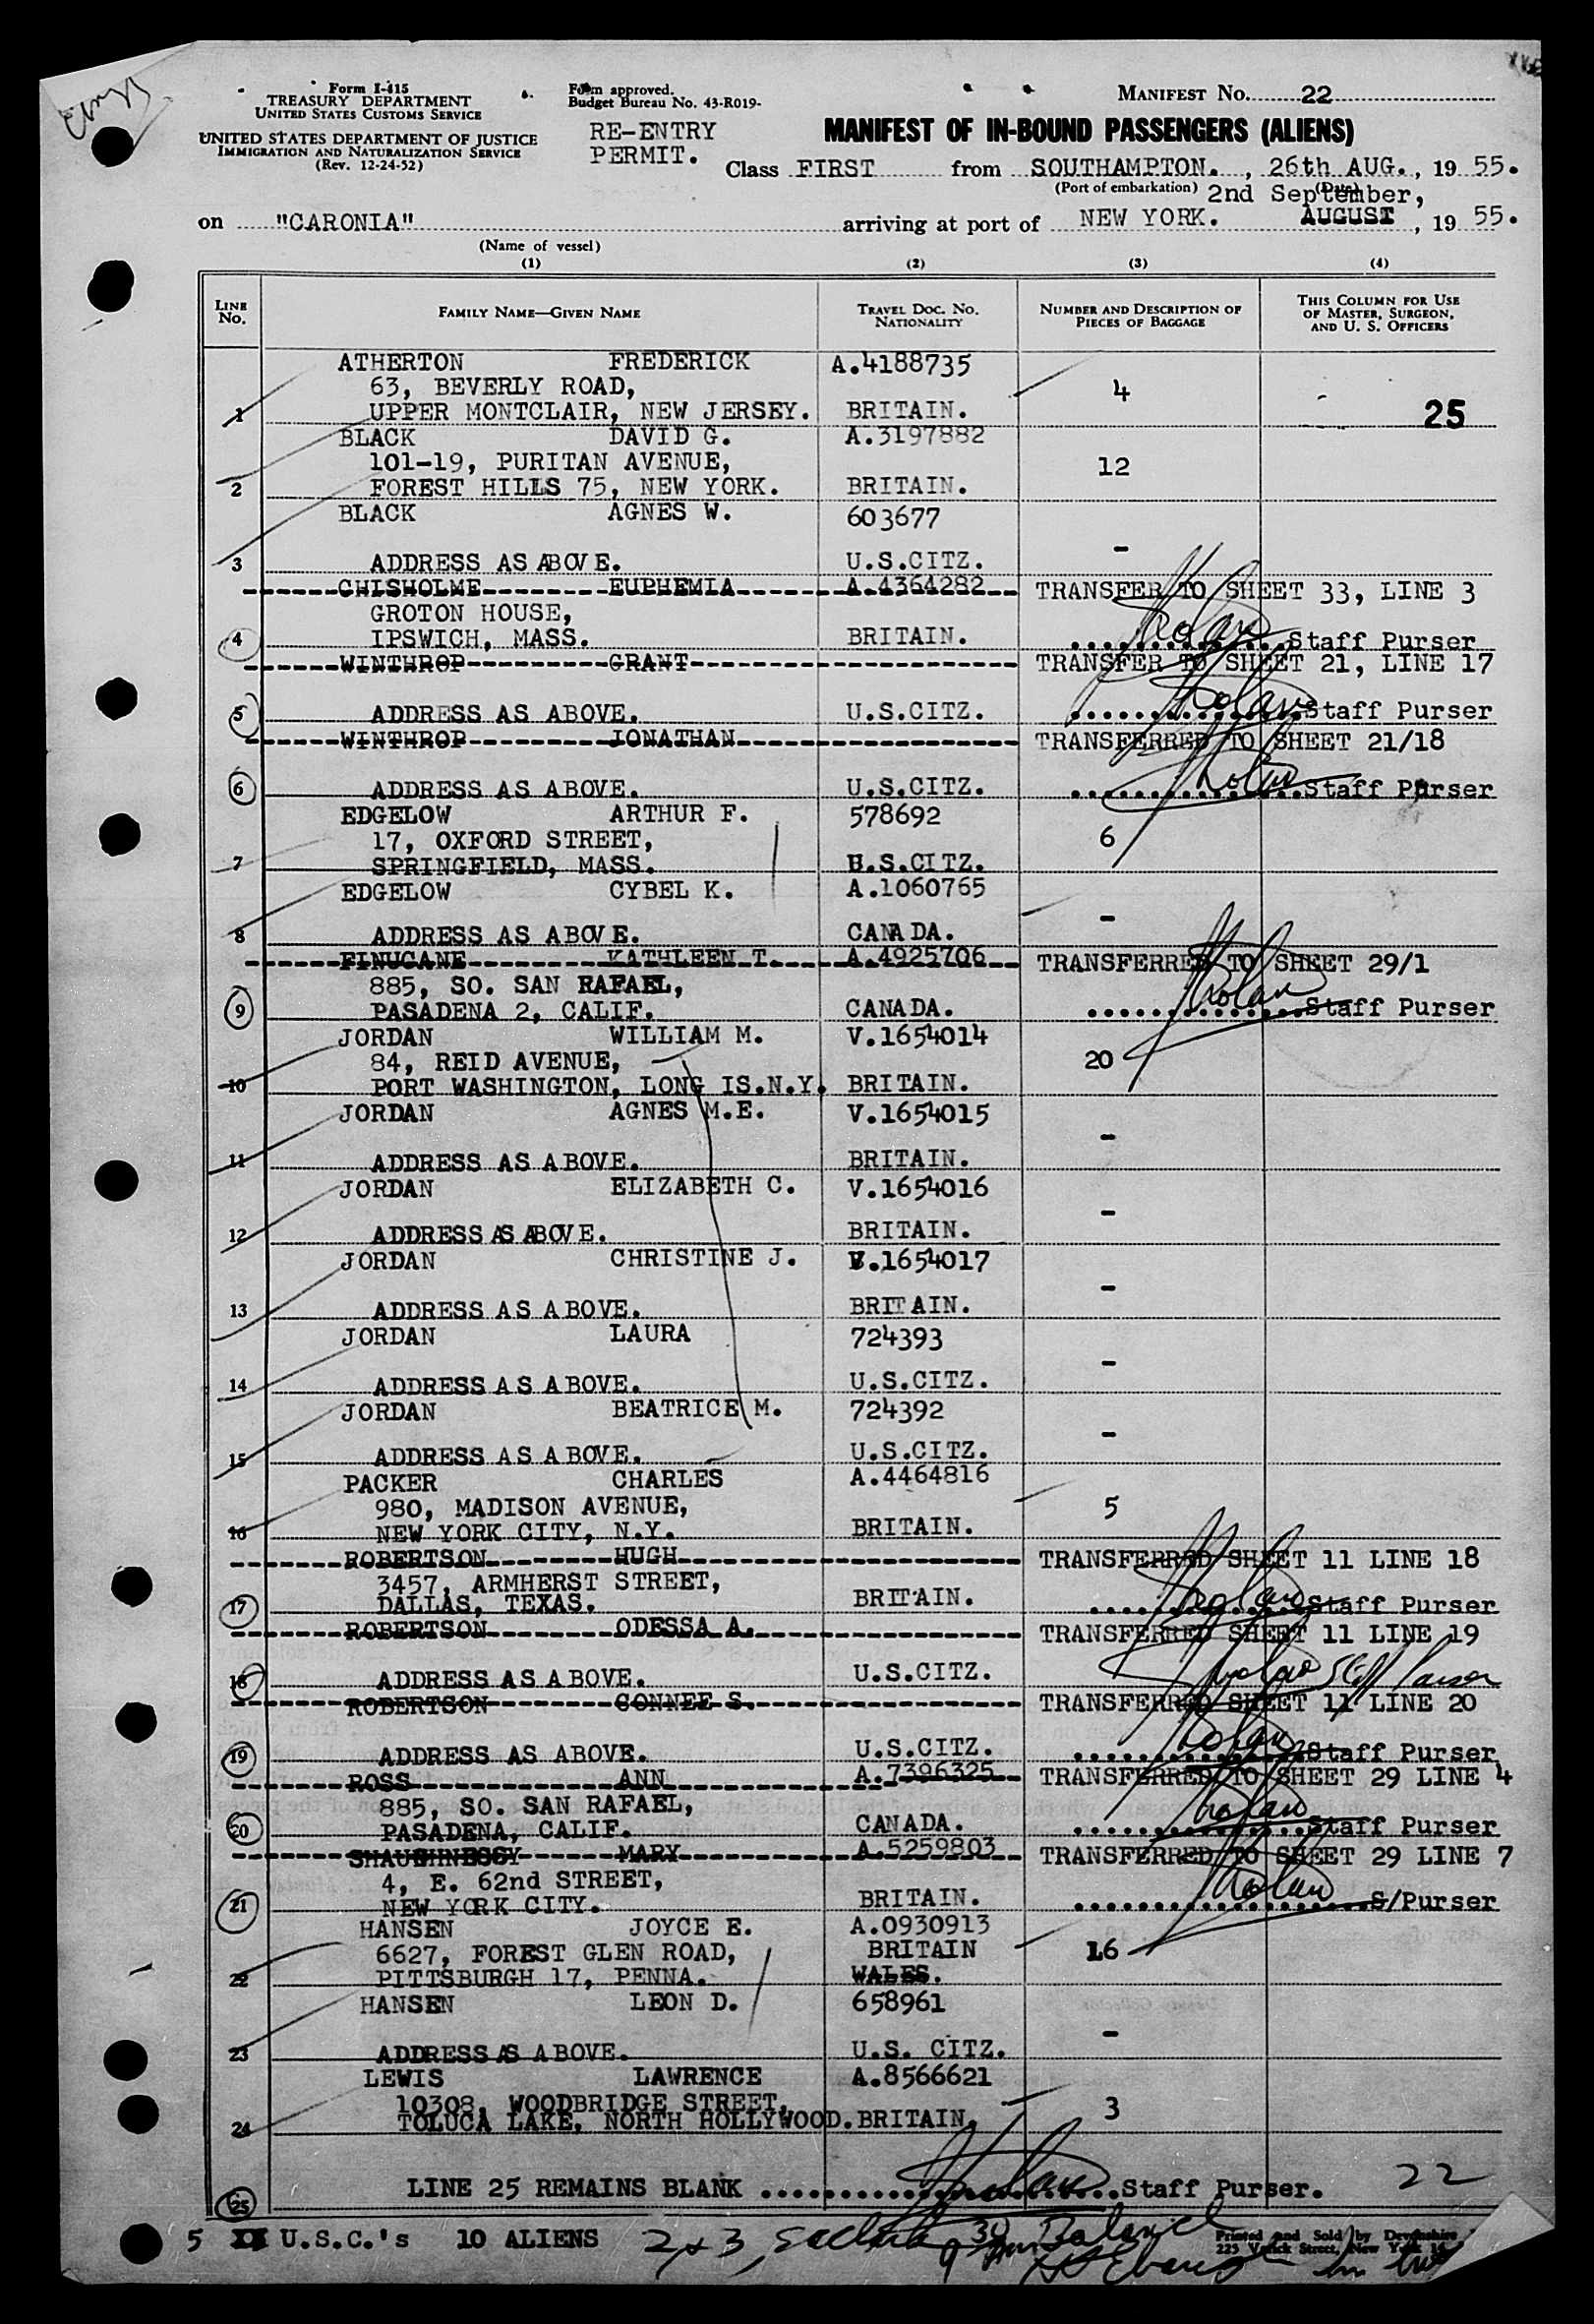 Form I-415
TREASURY DEPARTMENT
UNITED STATES CUSTOMS SERVICE
UNITED STATES DEPARTMENT OF JUSTICE
IMMIGRATION AND NATURALIZATION SERVICE
(Rev. 12-24-52)
Form approved.
Budget Bureau No. 43-R019-
RE-ENTRY
PERMIT.
MANIFEST NO. 22
MANIFEST OF IN-BOUND PASSENGERS (ALIENS)
Class FIRST from SOUTHAMPTON. , 26th AUG. , 19 55.
(Port of embarkation) (Date)
2nd September,
on "CARONIA" arriving at port of NEW YORK. AUGUST , 19 55.
(Name of vessel)
(1) (2) (3) (4)
LINE NO. FAMILY NAME—GIVEN NAME TRAVEL DOC. NO. NATIONALITY NUMBER AND DESCRIPTION OF PIECES OF BAGGAGE THIS COLUMN FOR USE OF MASTER, SURGEON, AND U. S. OFFICERS
ATHERTON FREDERICK A.4188735
63, BEVERLY ROAD, 4
1 UPPER MONTCLAIR, NEW JERSEY. BRITAIN. 25
BLACK DAVID G. A.3197882
101-19, PURITAN AVENUE, 12
2 FOREST HILLS 75, NEW YORK. BRITAIN.
BLACK AGNES W. 603677
3 ADDRESS AS ABOVE. U.S.CITZ. -
CHISHOLME EUPHEMIA A.4364282 TRANSFER TO SHEET 33, LINE 3
GROTON HOUSE,
4 IPSWICH, MASS. BRITAIN. Staff Purser
WINTHROP GRANT TRANSFER TO SHEET 21, LINE 17
5 ADDRESS AS ABOVE. U.S.CITZ. Staff Purser
WINTHROP JONATHAN TRANSFERRED TO SHEET 21/18
6 ADDRESS AS ABOVE. U.S.CITZ. Staff Purser
EDGELOW ARTHUR F. 578692
17, OXFORD STREET, 6
7 SPRINGFIELD, MASS. U.S.CITZ.
EDGELOW CYBEL K. A.1060765
8 ADDRESS AS ABOVE. CANADA. -
FINUCANE KATHLEEN T. A.4925706 TRANSFERRED TO SHEET 29/1
885, SO. SAN RAFAEL,
9 PASADENA 2, CALIF. CANADA. Staff Purser
JORDAN WILLIAM M. V.1654014
84, REID AVENUE, 20
10 PORT WASHINGTON, LONG IS.N.Y. BRITAIN.
JORDAN AGNES M.E. V.1654015
11 ADDRESS AS ABOVE. BRITAIN. -
JORDAN ELIZABETH C. V.1654016
12 ADDRESS AS ABOVE. BRITAIN. -
JORDAN CHRISTINE J. V.1654017
13 ADDRESS AS ABOVE. BRITAIN. -
JORDAN LAURA 724393
14 ADDRESS AS ABOVE. U.S.CITZ. -
JORDAN BEATRICE M. 724392
15 ADDRESS AS ABOVE. U.S.CITZ. -
PACKER CHARLES A.4464816
980, MADISON AVENUE, 5
16 NEW YORK CITY, N.Y. BRITAIN.
ROBERTSON HUGH TRANSFERRED SHEET 11 LINE 18
3457, ARMHERST STREET,
17 DALLAS, TEXAS. BRITAIN. Staff Purser
ROBERTSON ODESSA A. TRANSFERRED SHEET 11 LINE 19
18 ADDRESS AS ABOVE. U.S.CITZ. Staff Purser
ROBERTSON CONNEE S. TRANSFERRED SHEET 11 LINE 20
19 ADDRESS AS ABOVE. U.S.CITZ. Staff Purser
ROSS ANN A.7396325 TRANSFERRED TO SHEET 29 LINE 4
885, SO. SAN RAFAEL,
20 PASADENA, CALIF. CANADA. Staff Purser
SHAUGHNESSY MARY A.5259803 TRANSFERRED TO SHEET 29 LINE 7
4, E. 62nd STREET,
21 NEW YORK CITY. BRITAIN. S/Purser
HANSEN JOYCE E. A.0930913
6627, FOREST GLEN ROAD, BRITAIN 16
22 PITTSBURGH 17, PENNA. WALES.
HANSEN LEON D. 658961
23 ADDRESS AS ABOVE. U.S. CITZ. -
LEWIS LAWRENCE A.8566621
10308, WOODBRIDGE STREET, 3
24 TOLUCA LAKE, NORTH HOLLYWOOD. BRITAIN.
25 LINE 25 REMAINS BLANK Staff Purser. 22
5 U.S.C.'s 10 ALIENS 2 & 3,
Printed and Sold by Devonshire
225 Varick Street, New York 14